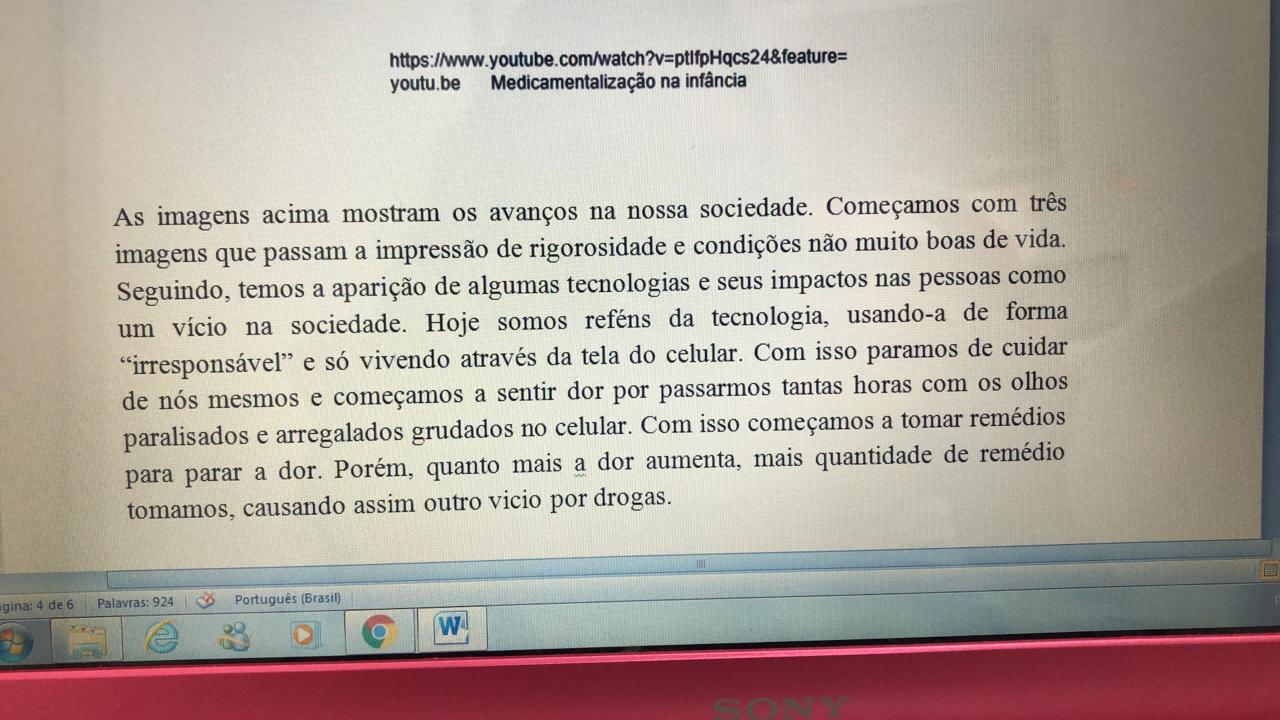 https://www.youtube.com/watch?v=ptIfpHqcs24&feature=
youtu.be Medicamentalização na infância
As imagens acima mostram os avanços na nossa sociedade. Começamos com três
imagens que passam a impressão de rigorosidade e condições não muito boas de vida.
Seguindo, temos a aparição de algumas tecnologias e seus impactos nas pessoas como
um vício na sociedade. Hoje somos reféns da tecnologia, usando-a de forma
“irresponsável” e só vivendo através da tela do celular. Com isso paramos de cuidar
de nós mesmos e começamos a sentir dor por passarmos tantas horas com os olhos
paralisados e arregalados grudados no celular. Com isso começamos a tomar remédios
para parar a dor. Porém, quanto mais a dor aumenta, mais quantidade de remédio
tomamos, causando assim outro vicio por drogas.
gina: 4 de 6 Palavras: 924 Português (Brasil)
W
SONY